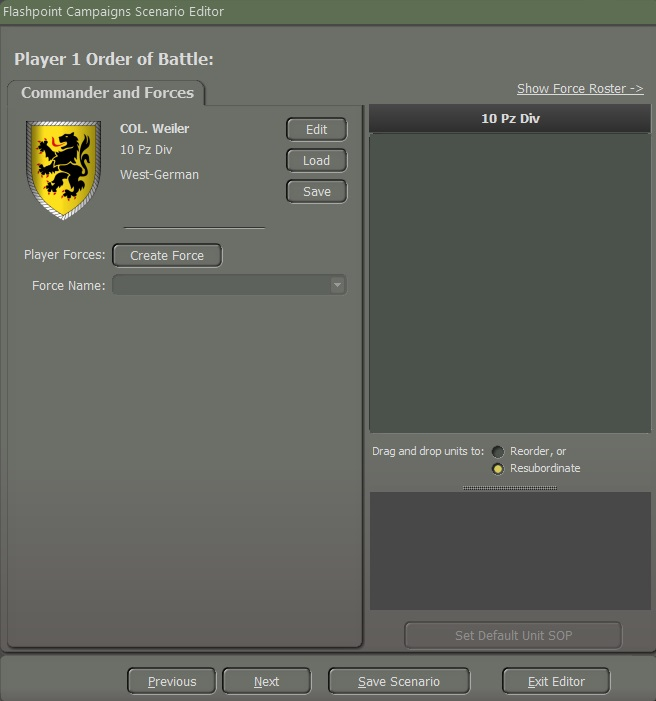 Flashpoint Campaigns Scenario Editor
Player 1 Order of Battle:
Commander and Forces
Show Force Roster ->
COL. Weiler
10 Pz Div
West-German
Edit
Load
Save
10 Pz Div
Player Forces: Create Force
Force Name:
Drag and drop units to: Reorder, or
Resubordinate
Set Default Unit SOP
Previous Next Save Scenario Exit Editor